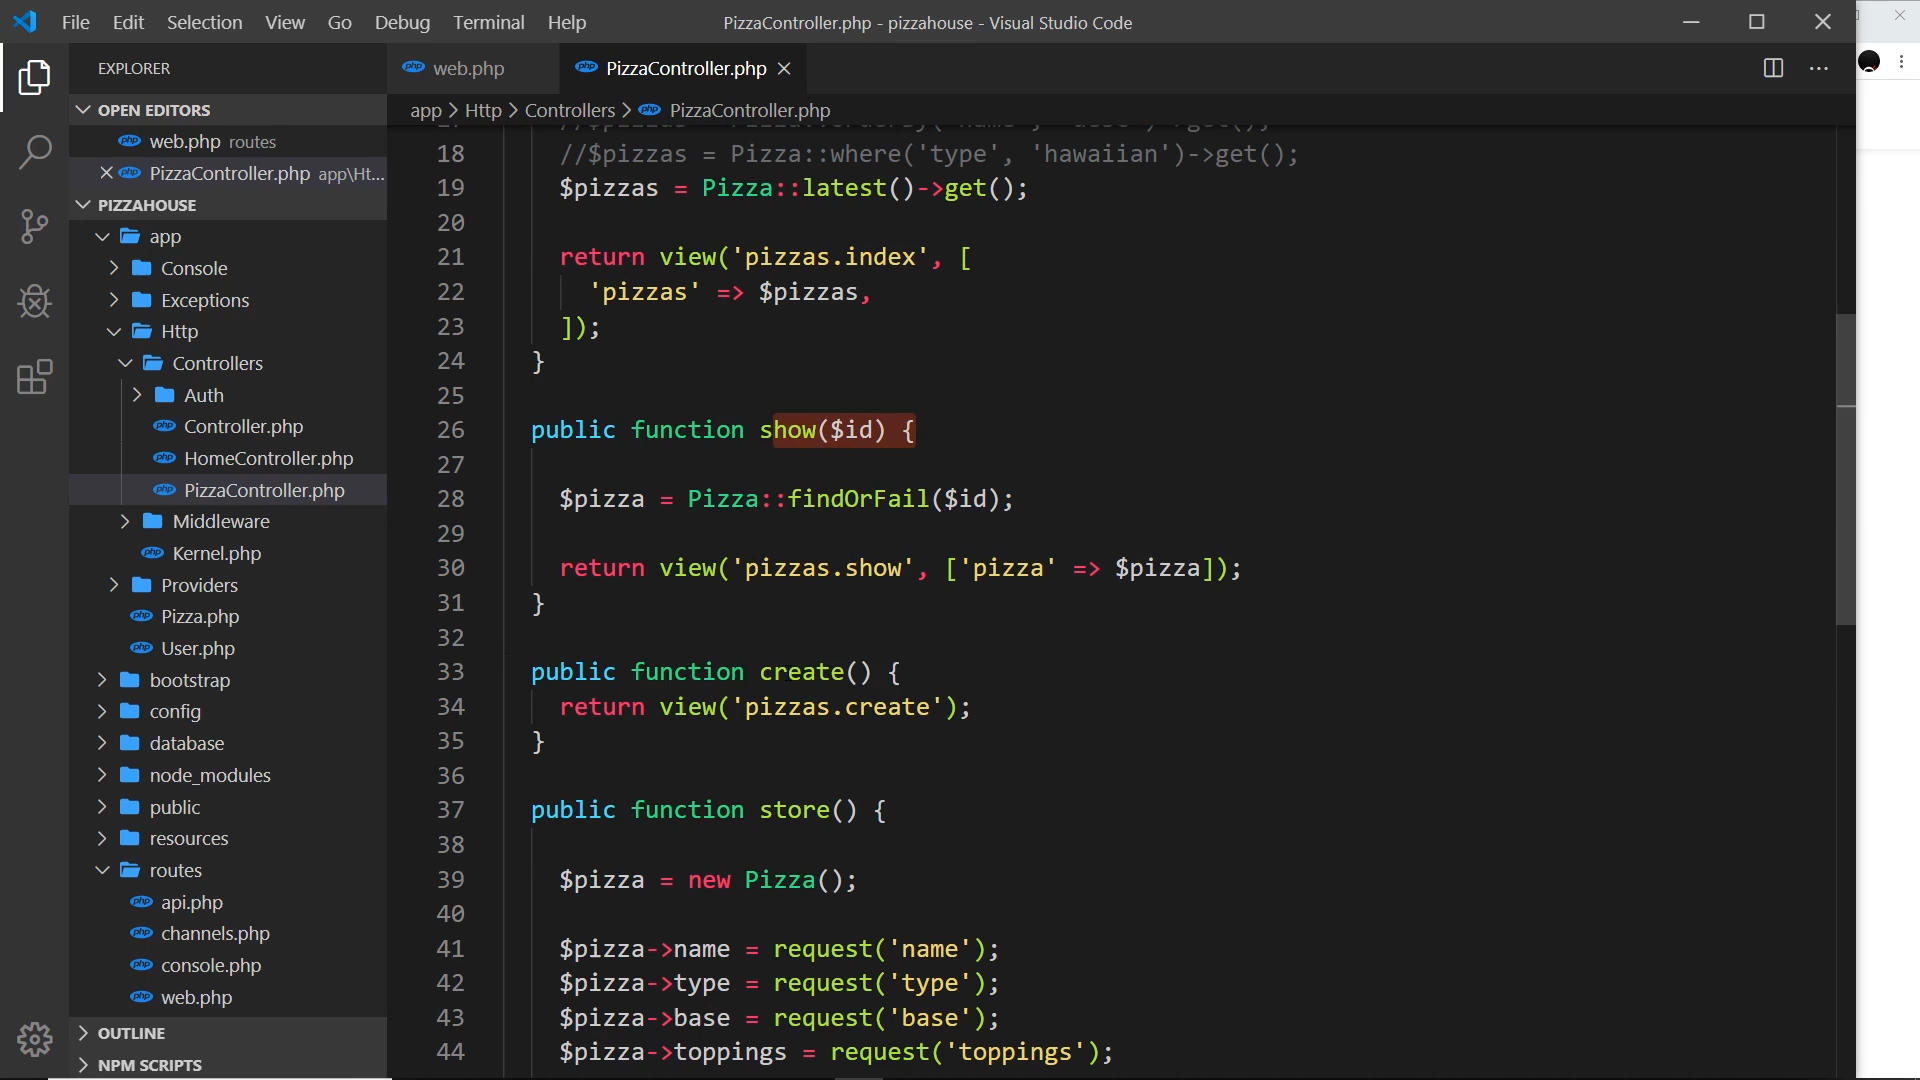 File Edit Selection View Go Debug Terminal Help
PizzaController.php - pizzahouse - Visual Studio Code
EXPLORER
OPEN EDITORS
web.php routes
PizzaController.php app\Ht...
PIZZAHOUSE
app
Console
Exceptions
Http
Controllers
Auth
Controller.php
HomeController.php
PizzaController.php
Middleware
Kernel.php
Providers
Pizza.php
User.php
bootstrap
config
database
node_modules
public
resources
routes
api.php
channels.php
console.php
web.php
OUTLINE
NPM SCRIPTS
php web.php
php PizzaController.php
app > Http > Controllers > php PizzaController.php
18 //$pizzas = Pizza::where('type', 'hawaiian')->get();
19 $pizzas = Pizza::latest()->get();
20
21 return view('pizzas.index', [
22 'pizzas' => $pizzas,
23 ]);
24 }
25
26 public function show($id) {
27
28 $pizza = Pizza::findOrFail($id);
29
30 return view('pizzas.show', ['pizza' => $pizza]);
31 }
32
33 public function create() {
34 return view('pizzas.create');
35 }
36
37 public function store() {
38
39 $pizza = new Pizza();
40
41 $pizza->name = request('name');
42 $pizza->type = request('type');
43 $pizza->base = request('base');
44 $pizza->toppings = request('toppings');